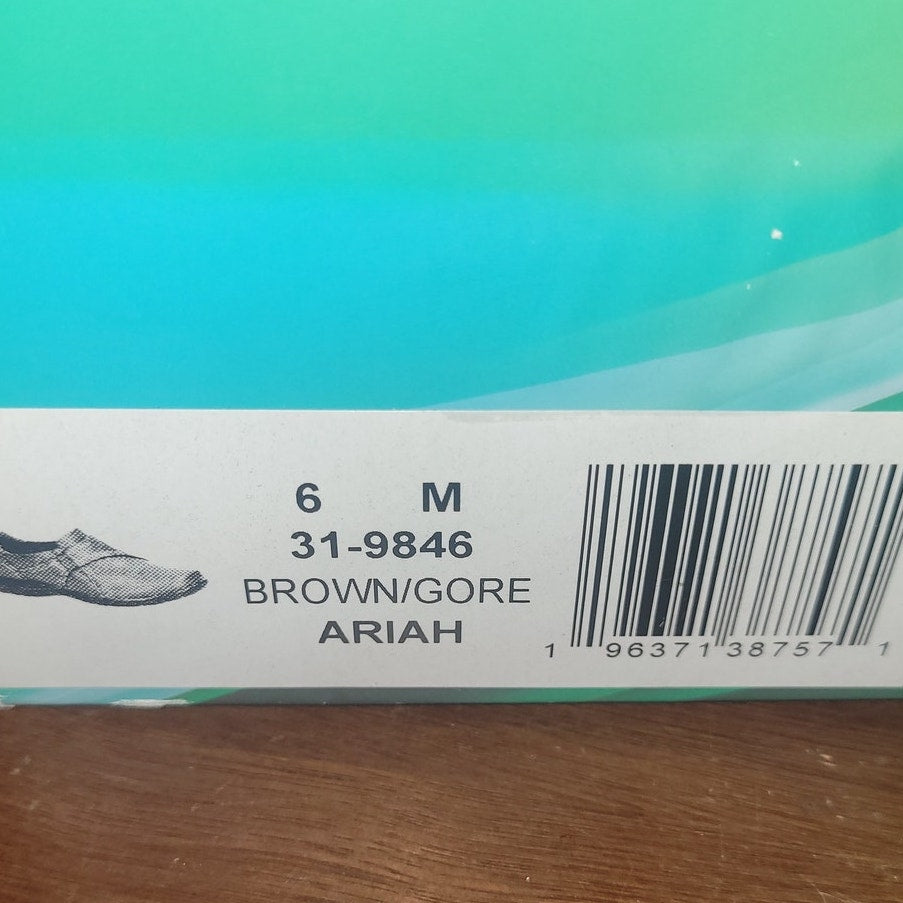 6 M
31-9846
BROWN/GORE
ARIAH
1 96371 38757 1